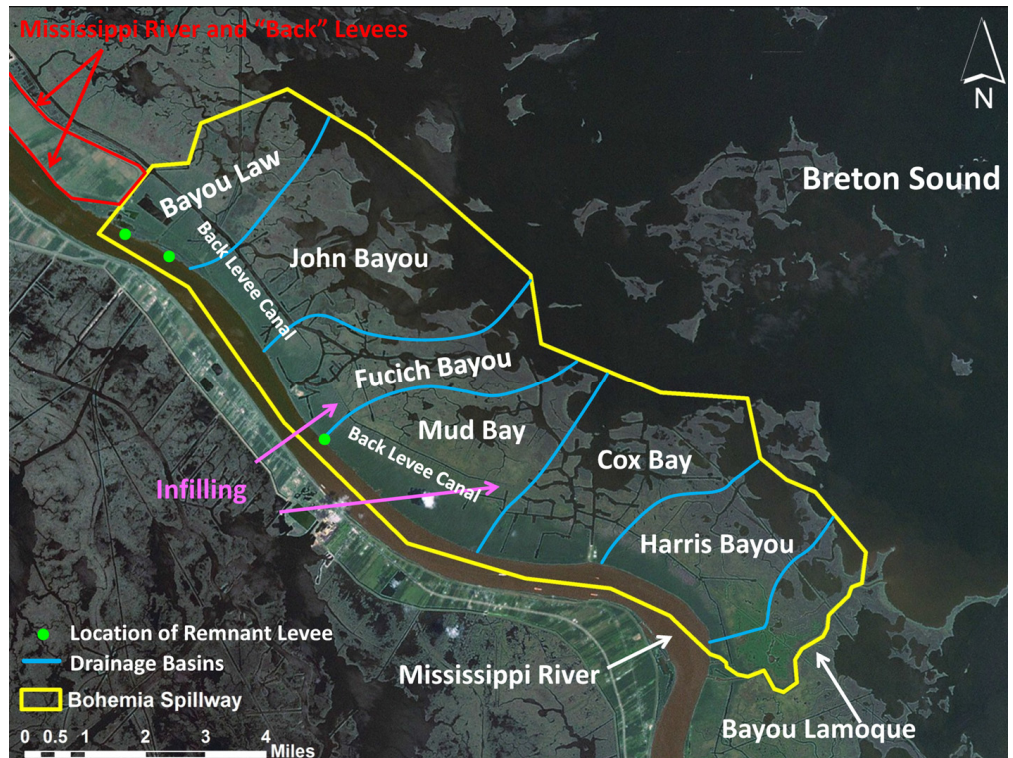 Mississippi River and “Back” Levees
N
Breton Sound
Bayou Law
Back Levee Canal
John Bayou
Fucich Bayou
Mud Bay
Back Levee Canal
Cox Bay
Infilling
Harris Bayou
Location of Remnant Levee
Drainage Basins
Bohemia Spillway
Mississippi River
Bayou Lamoque
0 0.5 1 2 3 4
Miles